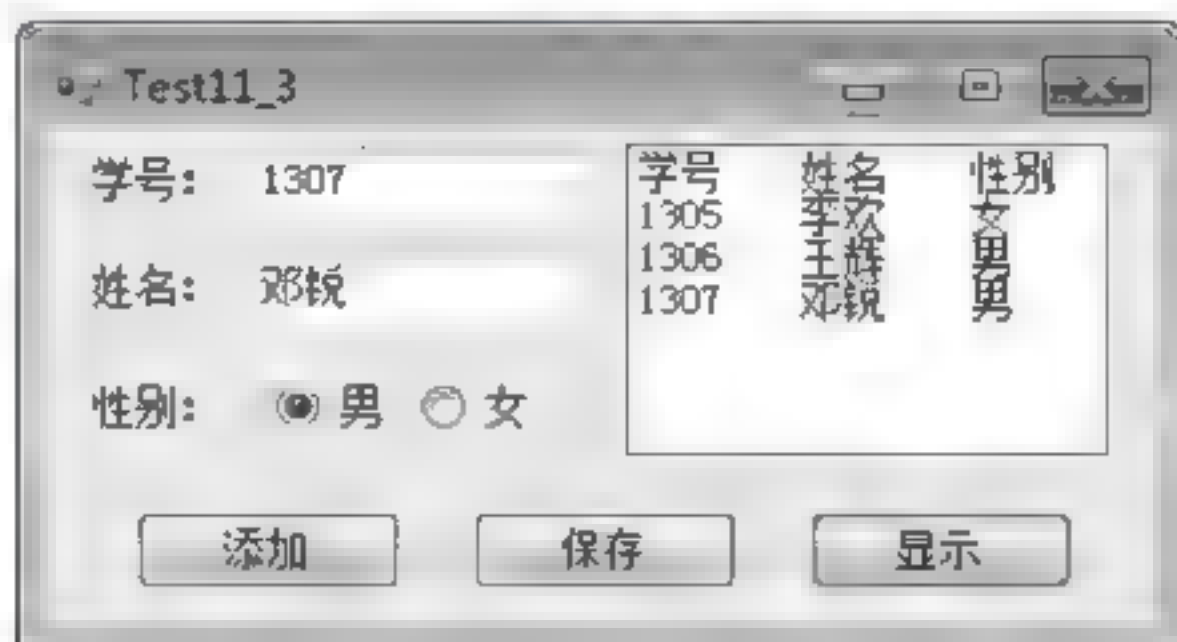 Test11_3
学号: 1307
姓名: 邓锐
性别: 男 女
学号 姓名 性别
1305 李欢 女
1306 王辉 男
1307 邓锐 男
添加 保存 显示